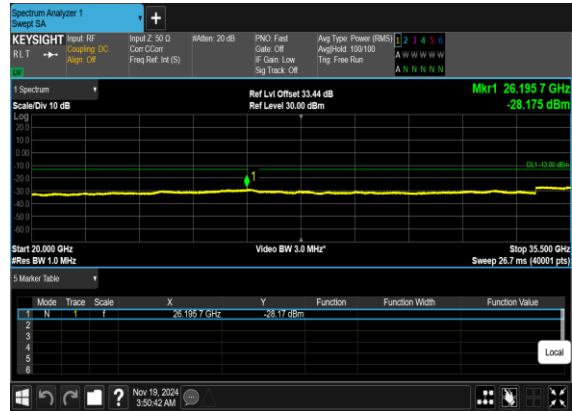 Spectrum Analyzer 1
Swept SA
KEYSIGHT Input: RF Input Z: 50 Ω #Atten: 20 dB PNO: Fast Avg Type: Power (RMS) 1 2 3 4 5 6
RLT Coupling: DC Corr CCorr Gate: Off Avg|Hold: 100/100 A W W W W W
Align: Off Freq Ref: Int (S) IF Gain: Low Trig: Free Run
Sig Track: Off A N N N N N
1 Spectrum Ref Lvl Offset 33.44 dB Mkr1 26.195 7 GHz
Scale/Div 10 dB Ref Level 30.00 dBm -28.175 dBm
Log
20.0
10.0
0.00
-10.0 DL1 -13.00 dBm
-20.0 1
-30.0
-40.0
-50.0
-60.0
Start 20.000 GHz Video BW 3.0 MHz* Stop 35.500 GHz
#Res BW 1.0 MHz Sweep 26.7 ms (40001 pts)
5 Marker Table
Mode Trace Scale X Y Function Function Width Function Value
1 N 1 f 26.195 7 GHz -28.17 dBm
2
3
4
5
6
Local
? Nov 19, 2024
3:50:42 AM